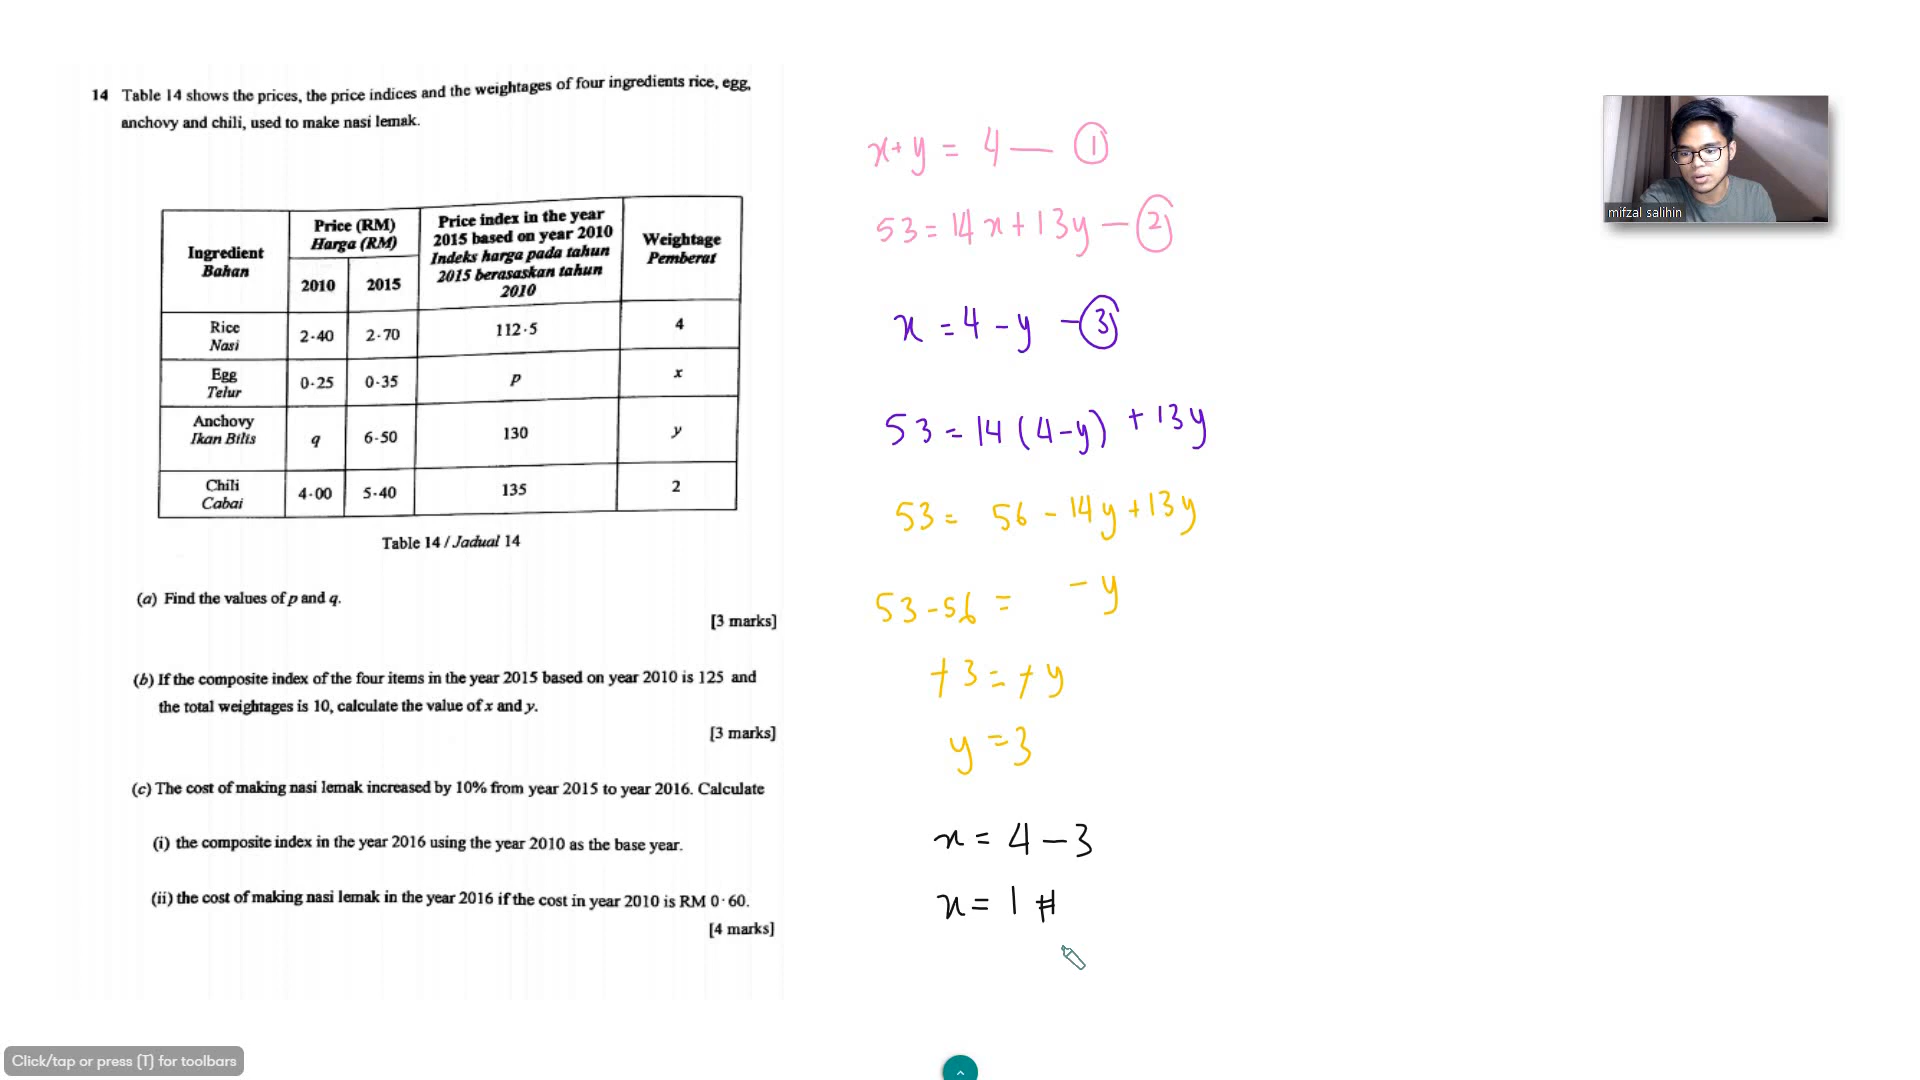 14 Table 14 shows the prices, the price indices and the weightages of four ingredients rice, egg,
anchovy and chili, used to make nasi lemak.
Ingredient
Bahan
Price (RM)
Harga (RM)
2010
2015
Price index in the year
2015 based on year 2010
Indeks harga pada tahun
2015 berasaskan tahun
2010
Weightage
Pemberat
Rice
Nasi
2·40
2·70
112·5
4
Egg
Telur
0·25
0·35
p
x
Anchovy
Ikan Bilis
q
6·50
130
y
Chili
Cabai
4·00
5·40
135
2
Table 14 / Jadual 14
(a) Find the values of p and q.
[3 marks]
(b) If the composite index of the four items in the year 2015 based on year 2010 is 125 and
the total weightages is 10, calculate the value of x and y.
[3 marks]
(c) The cost of making nasi lemak increased by 10% from year 2015 to year 2016. Calculate
(i) the composite index in the year 2016 using the year 2010 as the base year.
(ii) the cost of making nasi lemak in the year 2016 if the cost in year 2010 is RM 0·60.
[4 marks]
x+y = 4 — ①
53 = 14x + 13y — ②
x = 4 - y - ③
53 = 14 (4-y) + 13y
53 = 56 - 14y + 13y
53 - 56 = - y
+3 = + y
y = 3
x = 4 - 3
x = 1 #
mifzal salihin
Click/tap or press (T) for toolbars